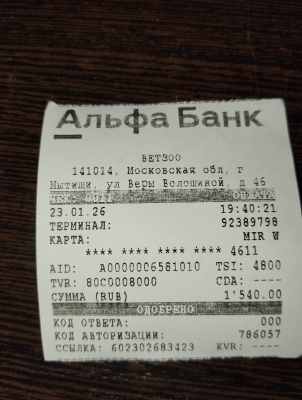 Альфа Банк
ВЕТЗОО
141014, Московская обл, г
Мытищи, ул Веры Волошиной, д 46
ОПЛАТА
23.01.26 19:40:21
ТЕРМИНАЛ: 92389798
КАРТА: MIR W
**** **** **** **** 4611
AID: A0000006581010 TSI: 4800
TVR: 80C0008000 CDA: ----
СУММА (RUB) 1'540.00
ОДОБРЕНО
КОД ОТВЕТА: 000
КОД АВТОРИЗАЦИИ: 786057
ССЫЛКА: 602302683423 KVR: ----